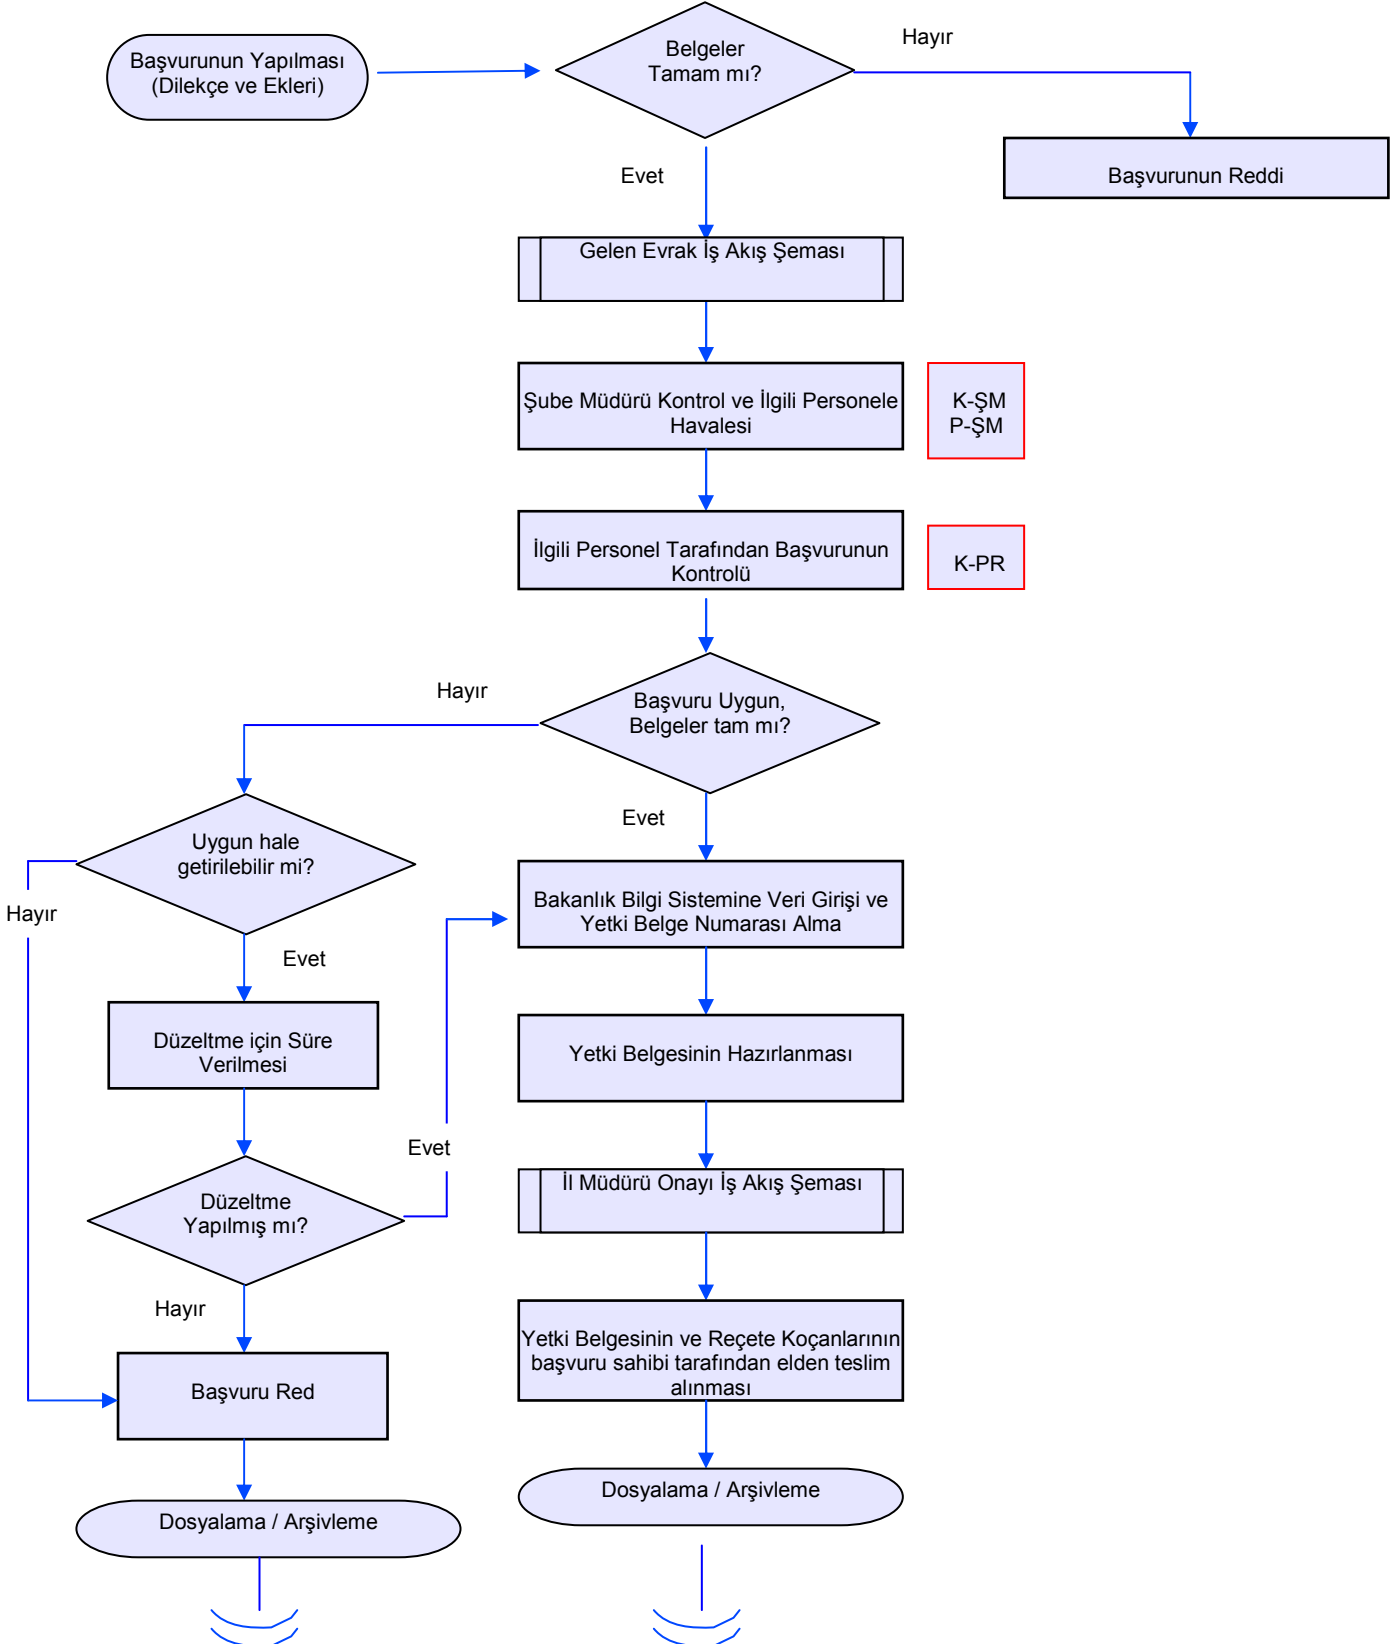 Başvurunun Yapılması
(Dilekçe ve Ekleri)
Belgeler
Tamam mı?
Hayır
Başvurunun Reddi
Evet
Gelen Evrak İş Akış Şeması
Şube Müdürü Kontrol ve İlgili Personele
Havalesi
K-ŞM
P-ŞM
İlgili Personel Tarafından Başvurunun
Kontrolü
K-PR
Başvuru Uygun,
Belgeler tam mı?
Hayır
Evet
Uygun hale
getirilebilir mi?
Hayır
Evet
Bakanlık Bilgi Sistemine Veri Girişi ve
Yetki Belge Numarası Alma
Düzeltme için Süre
Verilmesi
Yetki Belgesinin Hazırlanması
Evet
Düzeltme
Yapılmış mı?
İl Müdürü Onayı İş Akış Şeması
Hayır
Yetki Belgesinin ve Reçete Koçanlarının
başvuru sahibi tarafından elden teslim
alınması
Başvuru Red
Dosyalama / Arşivleme
Dosyalama / Arşivleme